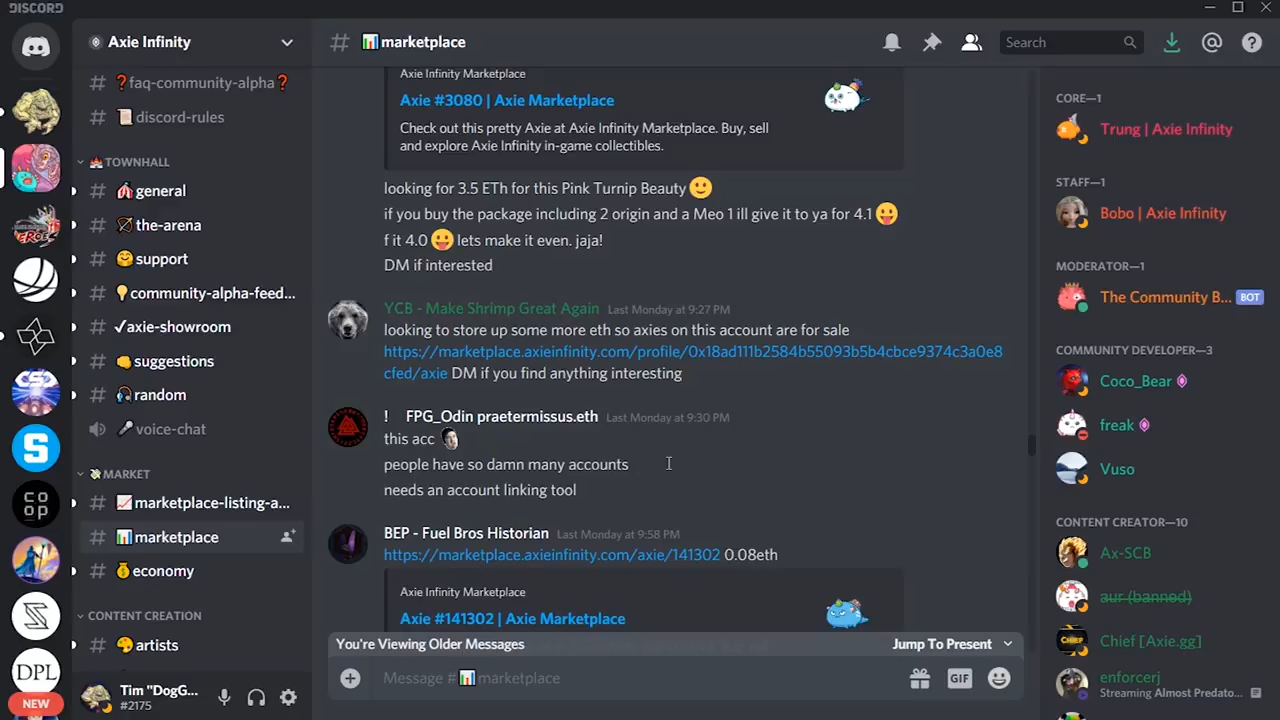 DISCORD
Axie Infinity
❓faq-community-alpha❓
discord-rules
TOWNHALL
general
the-arena
support
community-alpha-feed...
✓axie-showroom
suggestions
random
voice-chat
MARKET
marketplace-listing-a...
marketplace
economy
CONTENT CREATION
artists
Tim "DogG...
#2175
co
op
DPL
NEW
# marketplace
Search
Axie Infinity Marketplace
Axie #3080 | Axie Marketplace
Check out this pretty Axie at Axie Infinity Marketplace. Buy, sell
and explore Axie Infinity in-game collectibles.
looking for 3.5 ETh for this Pink Turnip Beauty 🙂
if you buy the package including 2 origin and a Meo 1 ill give it to ya for 4.1 😛
f it 4.0 😛 lets make it even. jaja!
DM if interested
YCB - Make Shrimp Great Again Last Monday at 9:27 PM
looking to store up some more eth so axies on this account are for sale
https://marketplace.axieinfinity.com/profile/0x18ad111b2584b55093b5b4cbce9374c3a0e8
cfed/axie DM if you find anything interesting
! FPG_Odin praetermissus.eth Last Monday at 9:30 PM
this acc
people have so damn many accounts
needs an account linking tool
BEP - Fuel Bros Historian Last Monday at 9:58 PM
https://marketplace.axieinfinity.com/axie/141302 0.08eth
Axie Infinity Marketplace
Axie #141302 | Axie Marketplace
You're Viewing Older Messages
Jump To Present
Message # marketplace
GIF
CORE—1
Trung | Axie Infinity
STAFF—1
Bobo | Axie Infinity
MODERATOR—1
The Community B... BOT
COMMUNITY DEVELOPER—3
Coco_Bear
freak
Vuso
CONTENT CREATOR—10
Ax-SCB
aur (banned)
Chief [Axie.gg]
enforcerj
Streaming Almost Predato...